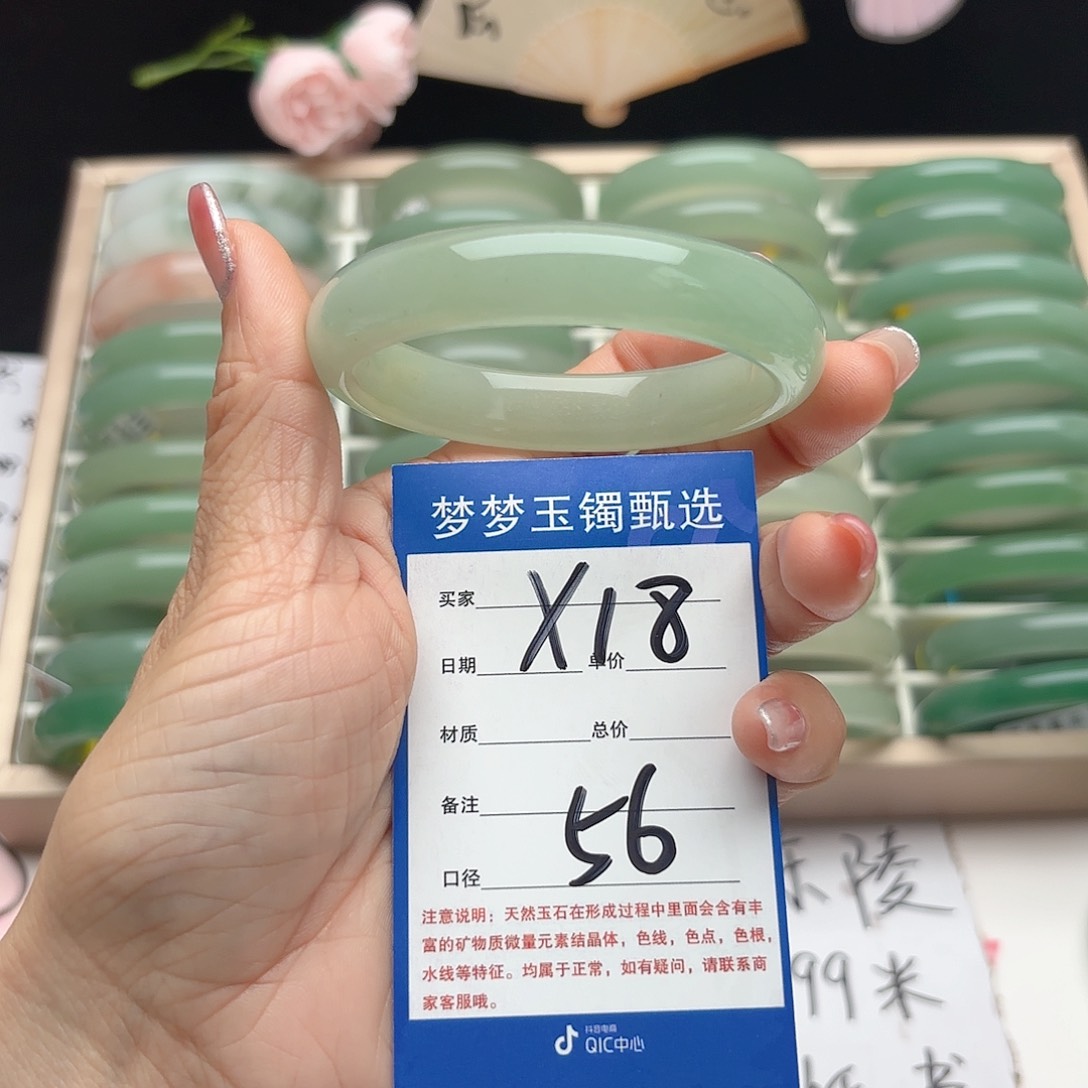 梦梦玉镯甄选
买家 X18
日期 单价
材质 总价
备注 56
口径
注意说明：天然玉石在形成过程中里面会含有丰
富的矿物质微量元素结晶体，色线，色点，色根，
水线等特征。均属于正常，如有疑问，请联系商
家客服哦。
抖音电商
QIC中心
陵
99米
书